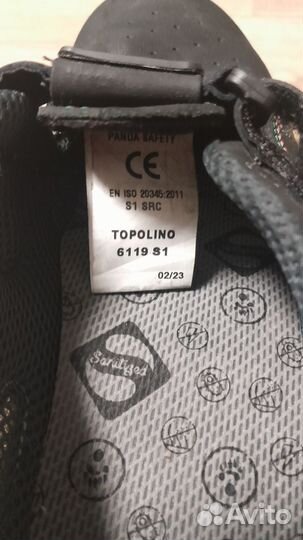 PANDA SAFETY
CE
EN ISO 20345:2011
S1 SRC
TOPOLINO
6119 S1
02/23
Sanitized
Avito